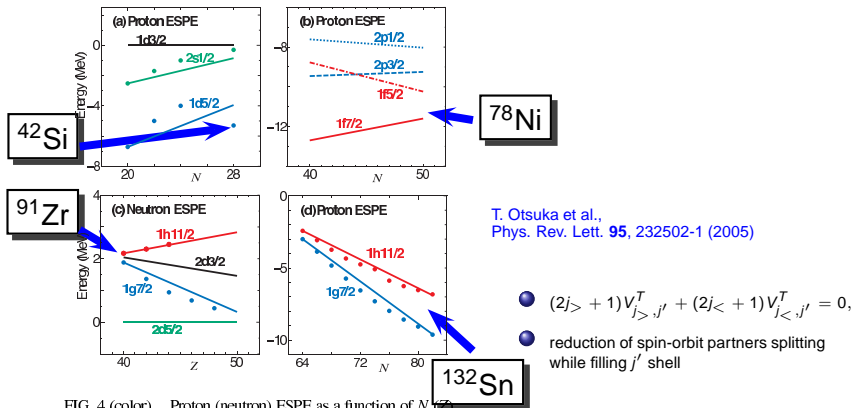 (a) Proton ESPE
1d3/2
2s1/2
1d5/2
Energy (MeV)
0
−4
−8
20
N
28
(b) Proton ESPE
2p1/2
2p3/2
1f5/2
1f7/2
−8
−12
40
N
50
42Si
78Ni
91Zr
(c) Neutron ESPE
1h11/2
2d3/2
1g7/2
2d5/2
Energy (MeV)
4
2
0
40
Z
50
(d) Proton ESPE
1h11/2
1g7/2
0
−5
−10
64
72
N
80
132Sn
T. Otsuka et al.,
Phys. Rev. Lett. 95, 232502-1 (2005)
(2j> + 1)V^T_{j>,j′} + (2j< + 1)V^T_{j<,j′} = 0,
reduction of spin-orbit partners splitting
while filling j′ shell
FIG. 4 (color). Proton (neutron) ESPE as a function of N (Z)